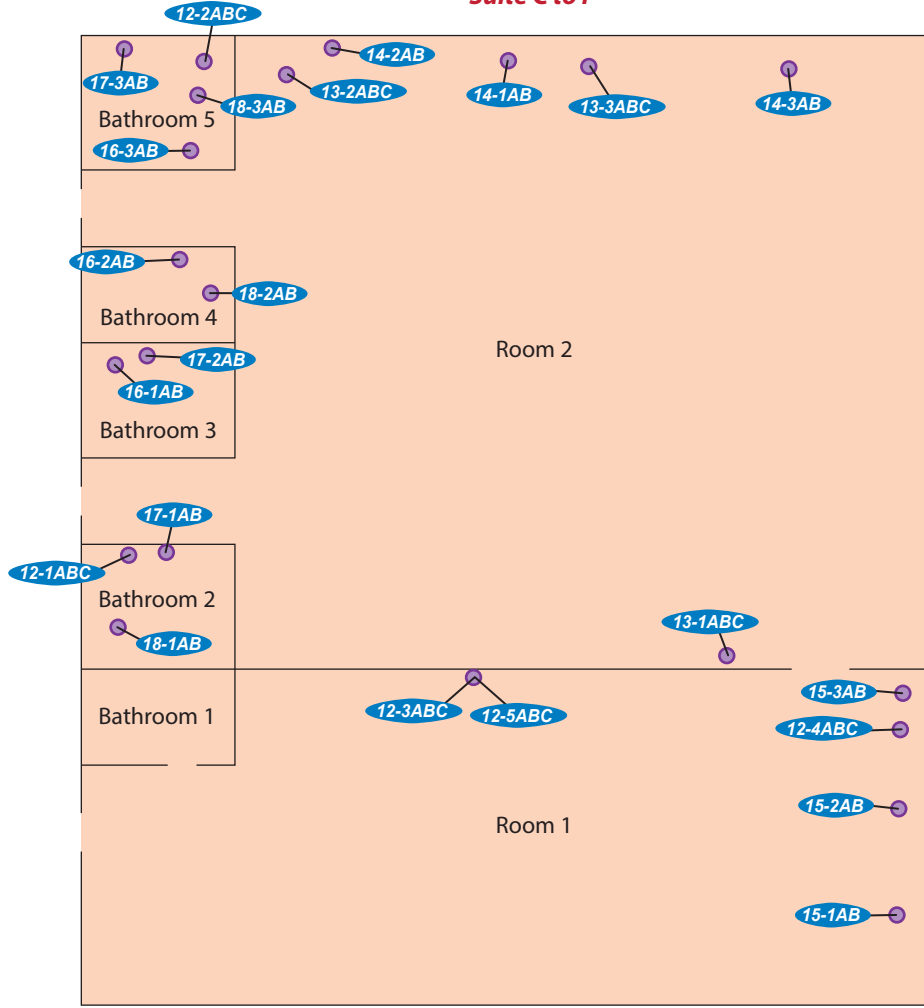 Suite C to F
12-2ABC
14-2AB
17-3AB
13-2ABC
14-1AB
13-3ABC
14-3AB
18-3AB
Bathroom 5
16-3AB
16-2AB
18-2AB
Bathroom 4
Room 2
17-2AB
16-1AB
Bathroom 3
17-1AB
12-1ABC
Bathroom 2
18-1AB
13-1ABC
Bathroom 1
12-3ABC
12-5ABC
15-3AB
12-4ABC
15-2AB
Room 1
15-1AB